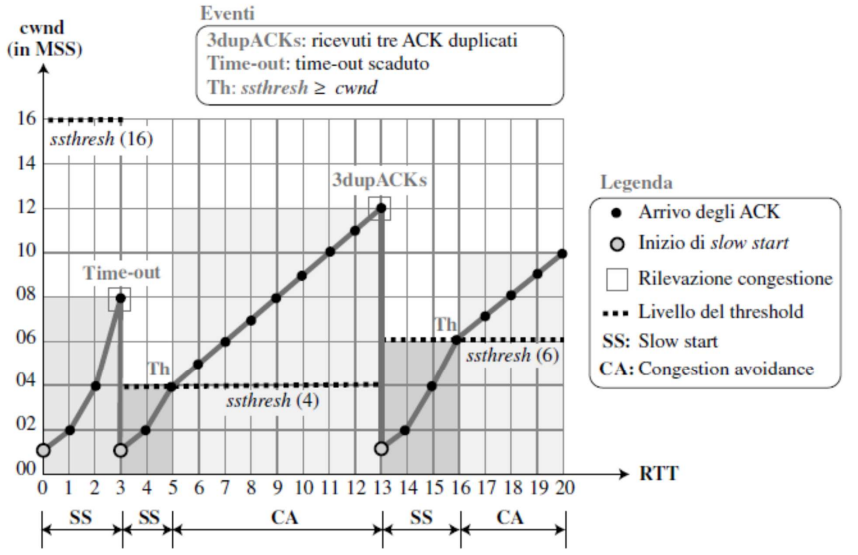 Eventi
3dupACKs: ricevuti tre ACK duplicati
Time-out: time-out scaduto
Th: ssthresh ≥ cwnd
cwnd
(in MSS)
16
ssthresh (16)
14
12
10
08
06
04
02
00
Time-out
Th
ssthresh (4)
3dupACKs
Th
ssthresh (6)
0 1 2 3 4 5 6 7 8 9 10 11 12 13 14 15 16 17 18 19 20
RTT
SS SS CA SS CA
Legenda
Arrivo degli ACK
Inizio di slow start
Rilevazione congestione
Livello del threshold
SS: Slow start
CA: Congestion avoidance